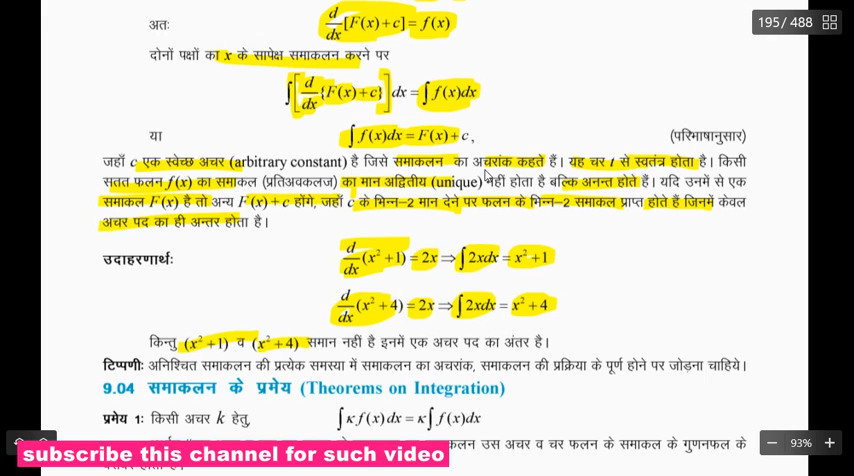 195 / 488
अतः d/dx [F(x) + c] = f(x)
दोनों पक्षों का x के सापेक्ष समाकलन करने पर
∫ [d/dx {F(x) + c}] dx = ∫ f(x)dx
या ∫ f(x)dx = F(x) + c, (परिभाषानुसार)
जहाँ c एक स्वेच्छ अचर (arbitrary constant) है जिसे समाकलन का अचरांक कहते हैं। यह चर t से स्वतंत्र होता है। किसी
सतत फलन f(x) का समाकल (प्रतिअवकलज) का मान अद्वितीय (unique) नहीं होता है बल्कि अनन्त होते हैं। यदि उनमें से एक
समाकल F(x) है तो अन्य F(x) + c होंगे, जहाँ c के भिन्न–2 मान देने पर फलन के भिन्न–2 समाकल प्राप्त होते हैं जिनमें केवल
अचर पद का ही अन्तर होता है।
उदाहरणार्थः d/dx (x² + 1) = 2x ⇒ ∫ 2xdx = x² + 1
d/dx (x² + 4) = 2x ⇒ ∫ 2xdx = x² + 4
किन्तु (x² + 1) व (x² + 4) समान नहीं है इनमें एक अचर पद का अंतर है।
टिप्पणीः अनिश्चित समाकलन की प्रत्येक समस्या में समाकलन का अचरांक, समाकलन की प्रक्रिया के पूर्ण होने पर जोड़ना चाहिये।
9.04 समाकलन के प्रमेय (Theorems on Integration)
प्रमेय 1: किसी अचर k हेतु, ∫ κ f(x) dx = κ ∫ f(x) dx
कलन उस अचर व चर फलन के समाकल के गुणनफल के
93%
subscribe this channel for such video